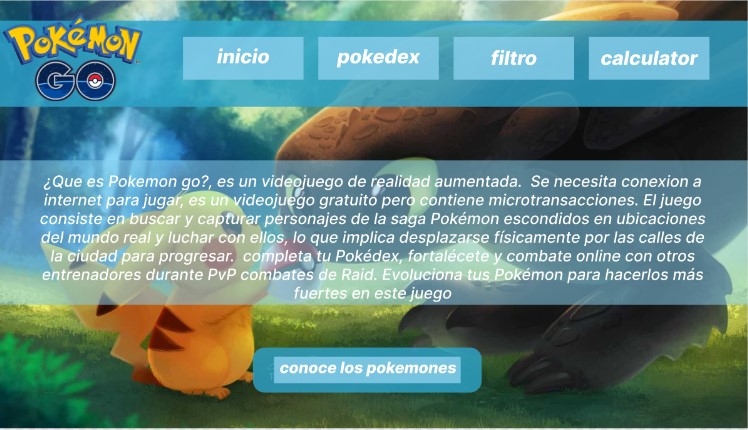 POKÉMON
GO
inicio
pokedex
filtro
calculator
¿Que es Pokemon go?, es un videojuego de realidad aumentada.  Se necesita conexion a
internet para jugar, es un videojuego gratuito pero contiene microtransacciones. El juego
consiste en buscar y capturar personajes de la saga Pokémon escondidos en ubicaciones
del mundo real y luchar con ellos, lo que implica desplazarse físicamente por las calles de
la ciudad para progresar.  completa tu Pokédex, fortalécete y combate online con otros
entrenadores durante PvP combates de Raid. Evoluciona tus Pokémon para hacerlos más
fuertes en este juego
conoce los pokemones